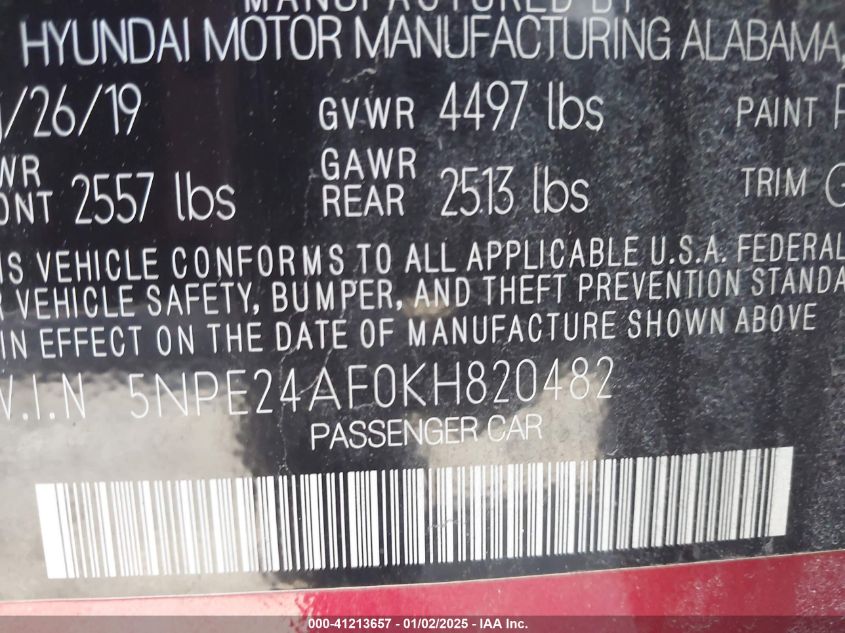 MANUFACTURED BY
HYUNDAI MOTOR MANUFACTURING ALABAMA,
/26/19 GVWR 4497 lbs PAINT
WR GAWR
ONT 2557 lbs REAR 2513 lbs TRIM
IS VEHICLE CONFORMS TO ALL APPLICABLE U.S.A. FEDERAL
R VEHICLE SAFETY, BUMPER, AND THEFT PREVENTION STANDA
IN EFFECT ON THE DATE OF MANUFACTURE SHOWN ABOVE
V.I.N 5NPE24AF0KH820482
PASSENGER CAR
000-41213657 - 01/02/2025 - IAA Inc.